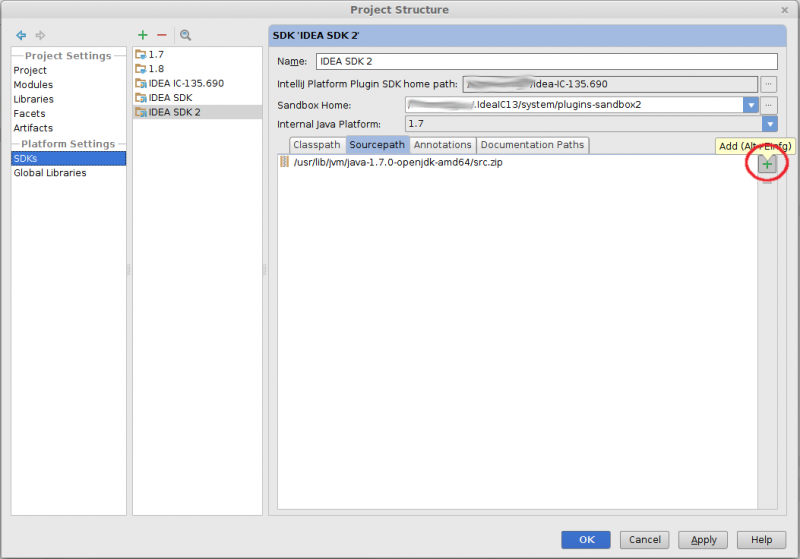 Project Structure
Project Settings
Project
Modules
Libraries
Facets
Artifacts
Platform Settings
SDKs
Global Libraries
1.7
1.8
IDEA IC-135.690
IDEA SDK
IDEA SDK 2
SDK 'IDEA SDK 2'
Name: IDEA SDK 2
IntelliJ Platform Plugin SDK home path: /idea-IC-135.690 ...
Sandbox Home: /.IdeaIC13/system/plugins-sandbox2 ...
Internal Java Platform: 1.7
Classpath Sourcepath Annotations Documentation Paths
Add (Alt+Einfg)
/usr/lib/jvm/java-1.7.0-openjdk-amd64/src.zip
OK Cancel Apply Help